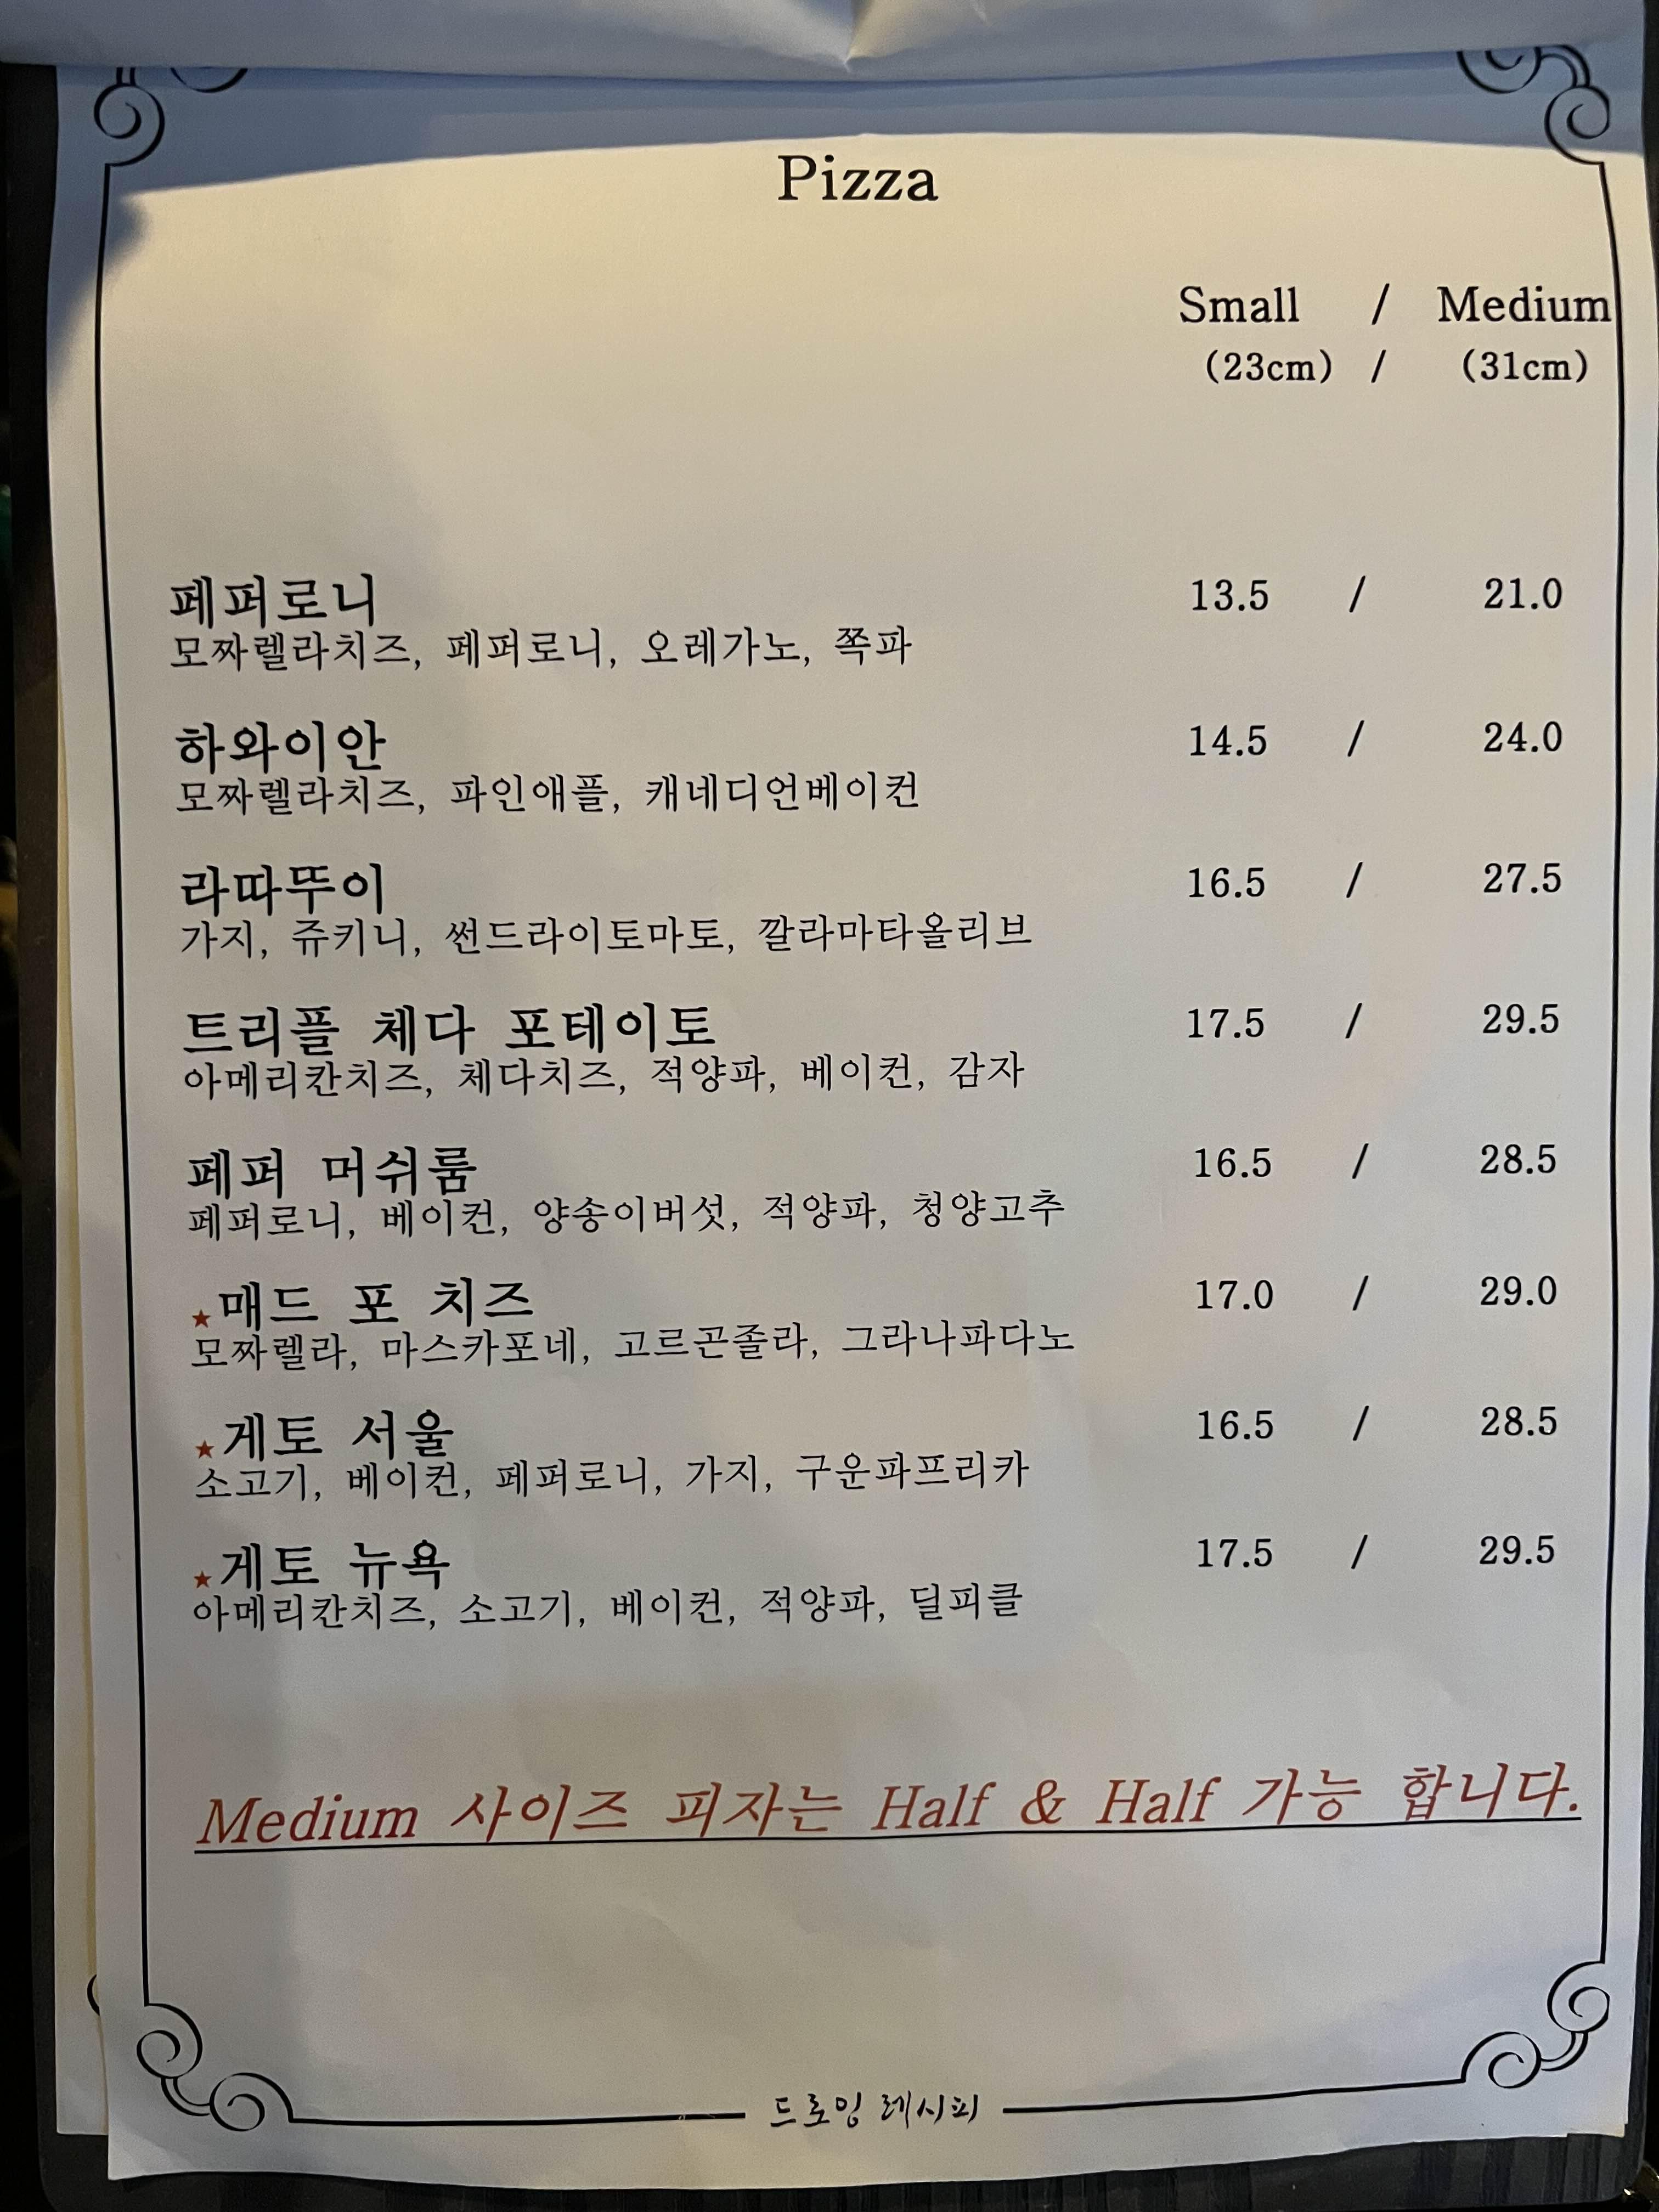 Pizza
Small / Medium
(23cm) / (31cm)
페퍼로니 13.5 / 21.0
모짜렐라치즈, 페퍼로니, 오레가노, 쪽파
하와이안 14.5 / 24.0
모짜렐라치즈, 파인애플, 캐네디언베이컨
라따뚜이 16.5 / 27.5
가지, 쥬키니, 썬드라이토마토, 깔라마타올리브
트리플 체다 포테이토 17.5 / 29.5
아메리칸치즈, 체다치즈, 적양파, 베이컨, 감자
페퍼 머쉬룸 16.5 / 28.5
페퍼로니, 베이컨, 양송이버섯, 적양파, 청양고추
★매드 포 치즈 17.0 / 29.0
모짜렐라, 마스카포네, 고르곤졸라, 그라나파다노
★게토 서울 16.5 / 28.5
소고기, 베이컨, 페퍼로니, 가지, 구운파프리카
★게토 뉴욕 17.5 / 29.5
아메리칸치즈, 소고기, 베이컨, 적양파, 딜피클
Medium 사이즈 피자는 Half & Half 가능 합니다.
드로잉 레시피